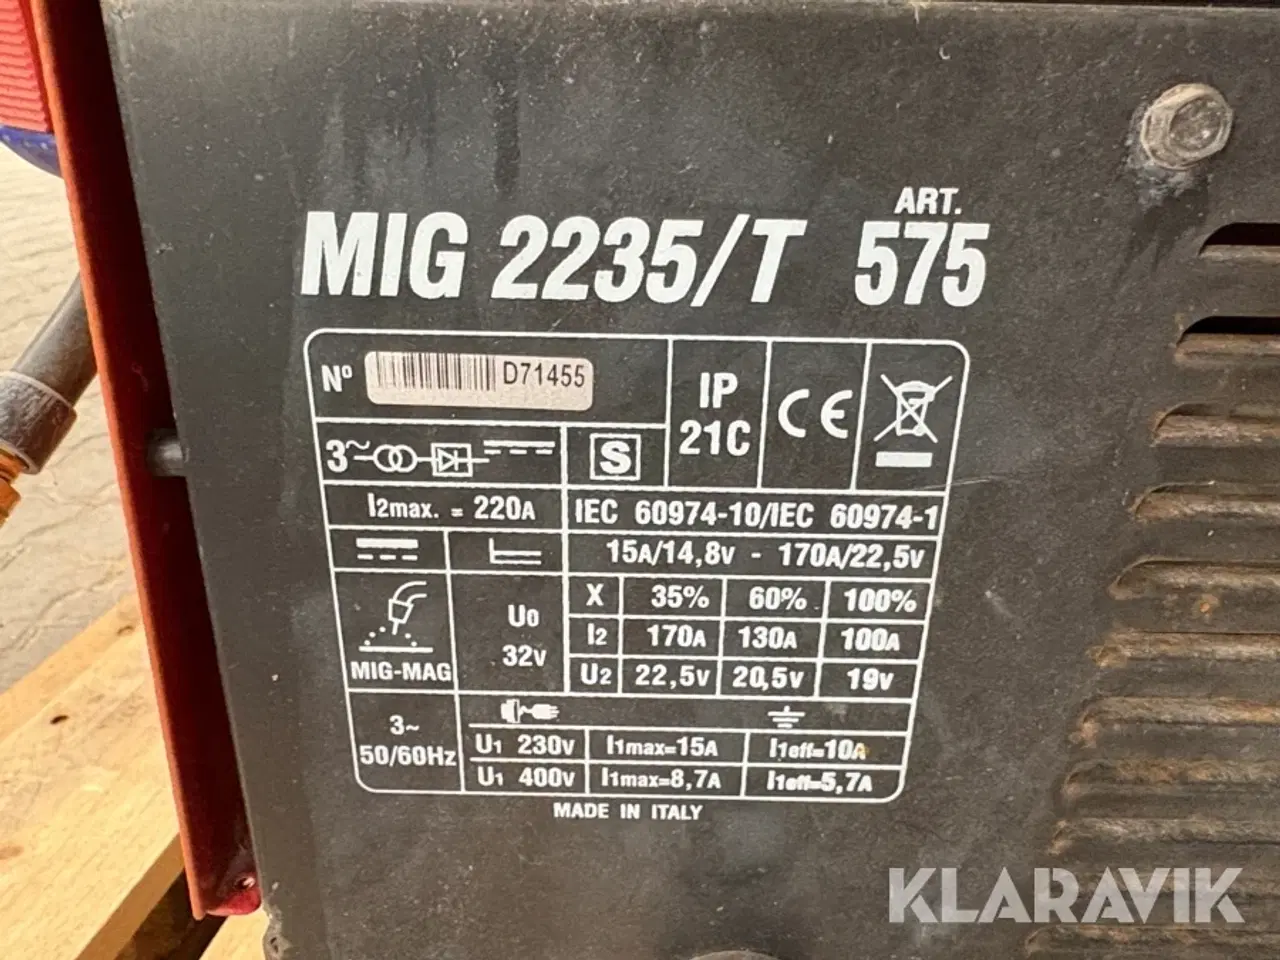 ART.
MIG 2235/T 575
Nº D71455
IP 21C
CE
3~
S
I2max. = 220A
IEC 60974-10/IEC 60974-1
15A/14,8V - 170A/22,5V
X 35% 60% 100%
U0 32V
I2 170A 130A 100A
MIG-MAG
U2 22,5V 20,5V 19V
3~ 50/60Hz
U1 230V I1max=15A I1eff=10A
U1 400V I1max=8,7A I1eff=5,7A
MADE IN ITALY
KLARAVIK